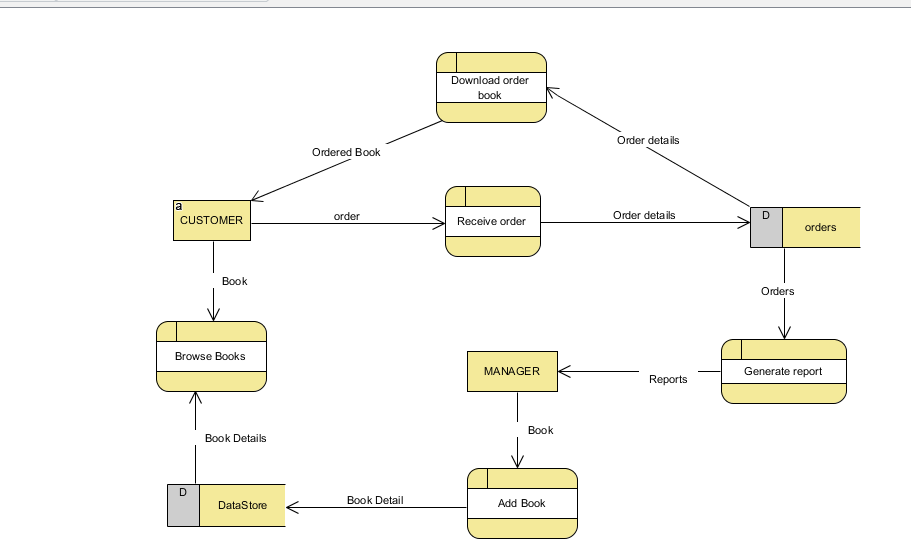 Download order
book
Order details
Ordered Book
a
CUSTOMER
order
Receive order
Order details
D
orders
Book
Orders
Browse Books
MANAGER
Reports
Generate report
Book
Book Details
D
DataStore
Book Detail
Add Book